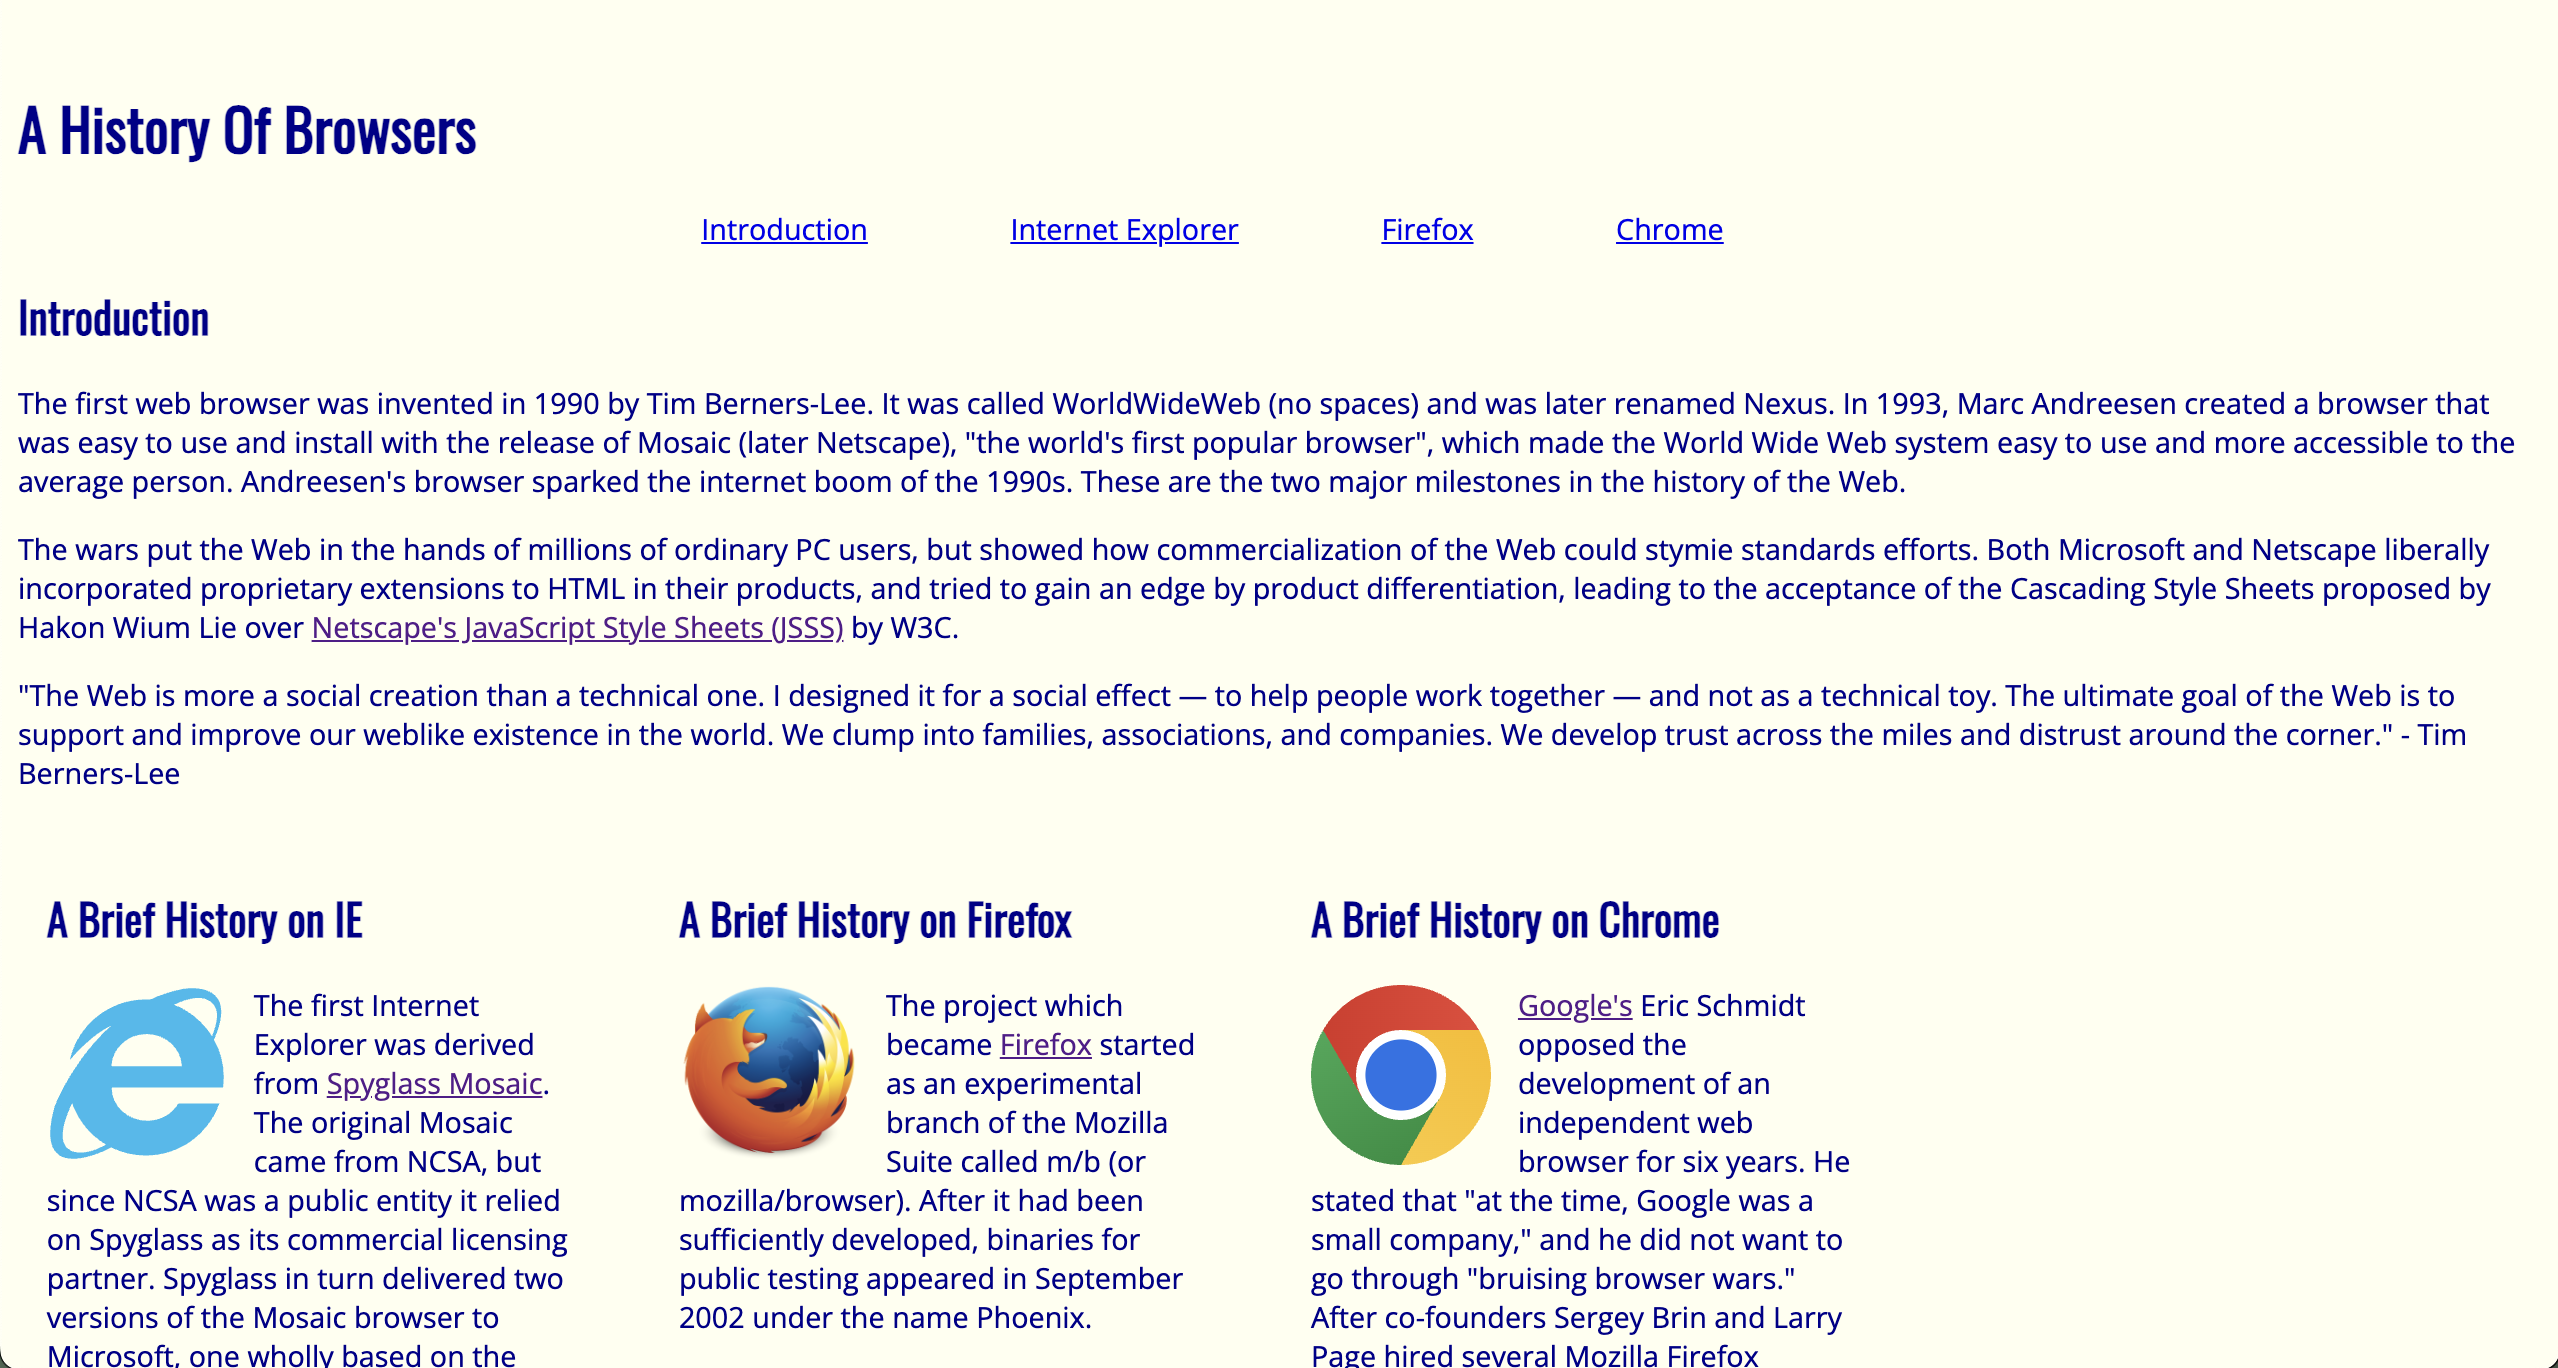 A History Of Browsers
Introduction
Internet Explorer
Firefox
Chrome
Introduction
The first web browser was invented in 1990 by Tim Berners-Lee. It was called WorldWideWeb (no spaces) and was later renamed Nexus. In 1993, Marc Andreesen created a browser that
was easy to use and install with the release of Mosaic (later Netscape), "the world's first popular browser", which made the World Wide Web system easy to use and more accessible to the
average person. Andreesen's browser sparked the internet boom of the 1990s. These are the two major milestones in the history of the Web.
The wars put the Web in the hands of millions of ordinary PC users, but showed how commercialization of the Web could stymie standards efforts. Both Microsoft and Netscape liberally
incorporated proprietary extensions to HTML in their products, and tried to gain an edge by product differentiation, leading to the acceptance of the Cascading Style Sheets proposed by
Hakon Wium Lie over Netscape's JavaScript Style Sheets (JSSS) by W3C.
"The Web is more a social creation than a technical one. I designed it for a social effect — to help people work together — and not as a technical toy. The ultimate goal of the Web is to
support and improve our weblike existence in the world. We clump into families, associations, and companies. We develop trust across the miles and distrust around the corner." - Tim
Berners-Lee
A Brief History on IE
The first Internet
Explorer was derived
from Spyglass Mosaic.
The original Mosaic
came from NCSA, but
since NCSA was a public entity it relied
on Spyglass as its commercial licensing
partner. Spyglass in turn delivered two
versions of the Mosaic browser to
Microsoft, one wholly based on the
A Brief History on Firefox
The project which
became Firefox started
as an experimental
branch of the Mozilla
Suite called m/b (or
mozilla/browser). After it had been
sufficiently developed, binaries for
public testing appeared in September
2002 under the name Phoenix.
A Brief History on Chrome
Google's Eric Schmidt
opposed the
development of an
independent web
browser for six years. He
stated that "at the time, Google was a
small company," and he did not want to
go through "bruising browser wars."
After co-founders Sergey Brin and Larry
Page hired several Mozilla Firefox